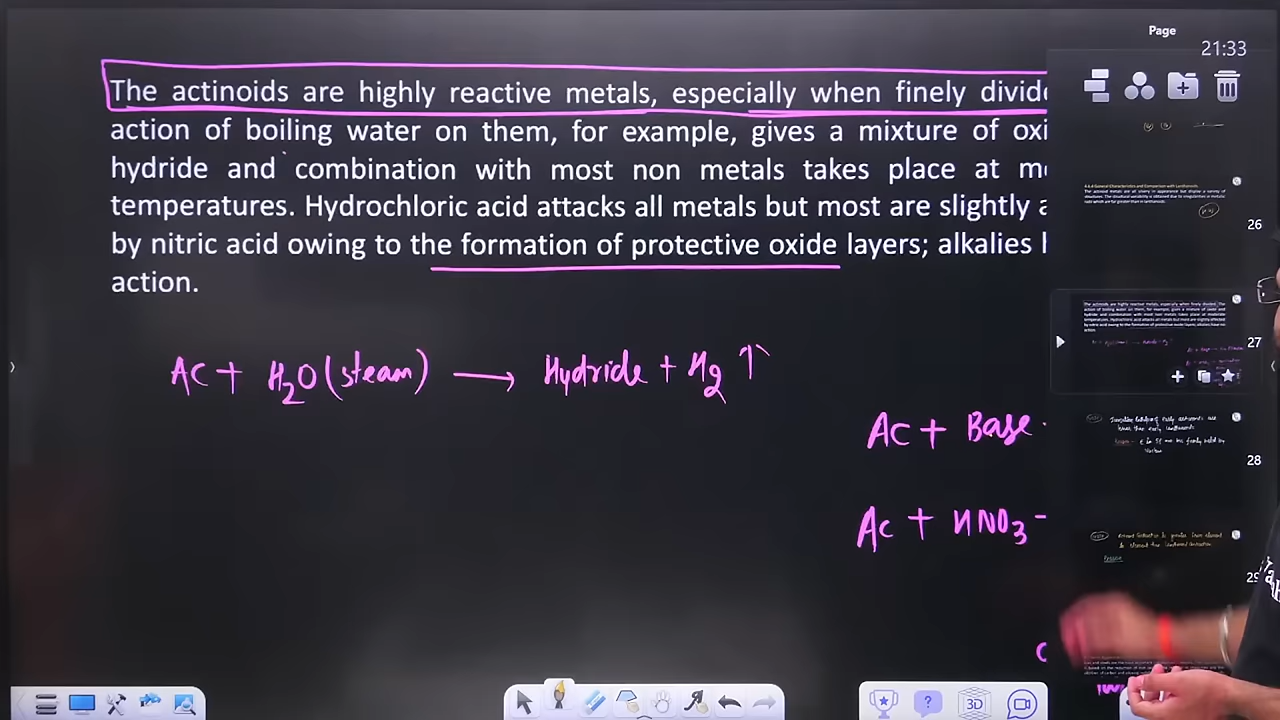 Page
21:33
The actinoids are highly reactive metals, especially when finely divide
action of boiling water on them, for example, gives a mixture of oxi
hydride and combination with most non metals takes place at m
temperatures. Hydrochloric acid attacks all metals but most are slightly a
by nitric acid owing to the formation of protective oxide layers; alkalies h
action.
AC + H2O (steam) ⟶ Hydride + H2 ↑
AC + Base
AC + HNO3 -
26
27
28
29
3D